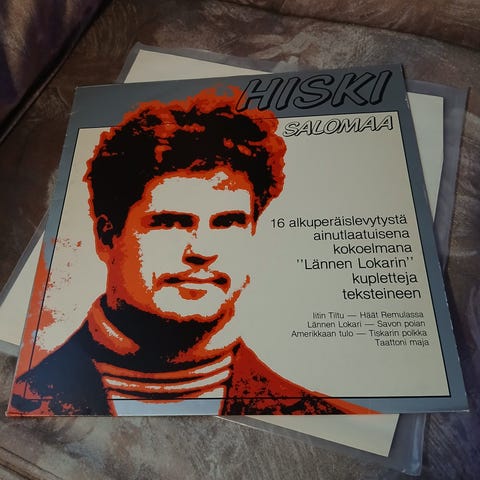 HISKI
SALOMAA
16 alkuperäislevytystä
ainutlaatuisena
kokoelmana
''Lännen Lokarin''
kupletteja
teksteineen
Iitin Tiltu — Häät Remulassa
Lännen Lokari — Savon poian
Amerikkaan tulo — Tiskarin polkka
Taattoni maja